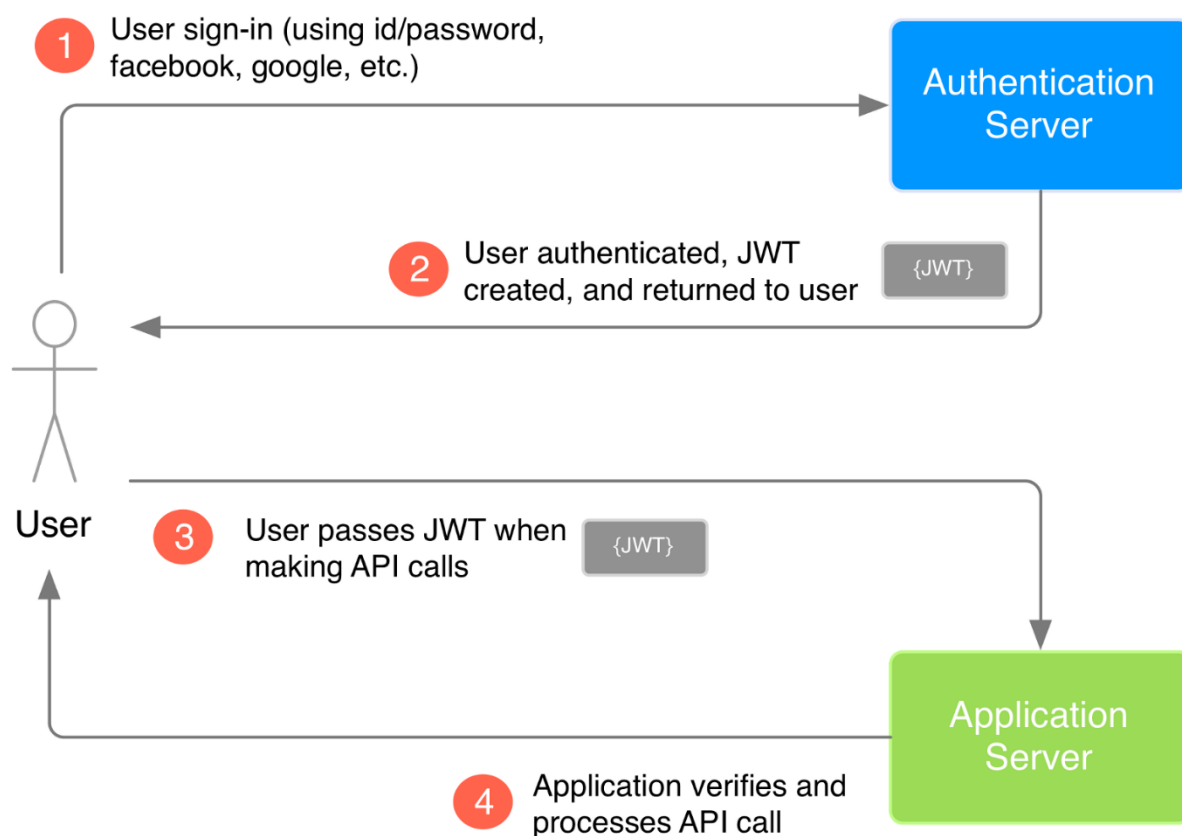 1
User sign-in (using id/password,
facebook, google, etc.)
Authentication
Server
2
User authenticated, JWT
created, and returned to user
{JWT}
User
3
User passes JWT when
making API calls
{JWT}
Application
Server
4
Application verifies and
processes API call